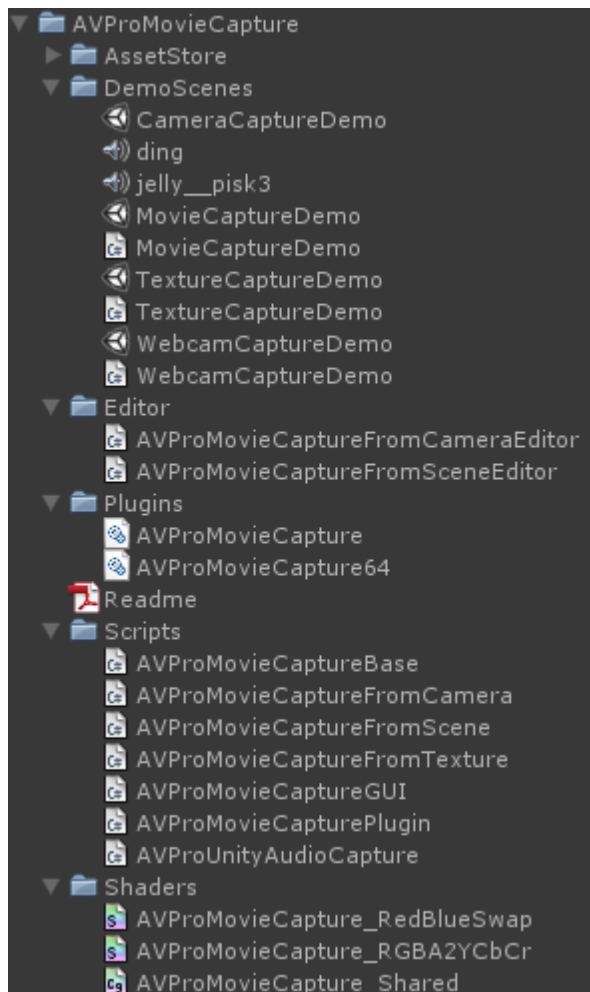 AVProMovieCapture
AssetStore
DemoScenes
CameraCaptureDemo
ding
jelly__pisk3
MovieCaptureDemo
MovieCaptureDemo
TextureCaptureDemo
TextureCaptureDemo
WebcamCaptureDemo
WebcamCaptureDemo
Editor
AVProMovieCaptureFromCameraEditor
AVProMovieCaptureFromSceneEditor
Plugins
AVProMovieCapture
AVProMovieCapture64
Readme
Scripts
AVProMovieCaptureBase
AVProMovieCaptureFromCamera
AVProMovieCaptureFromScene
AVProMovieCaptureFromTexture
AVProMovieCaptureGUI
AVProMovieCapturePlugin
AVProUnityAudioCapture
Shaders
AVProMovieCapture_RedBlueSwap
AVProMovieCapture_RGBA2YCbCr
AVProMovieCapture_Shared